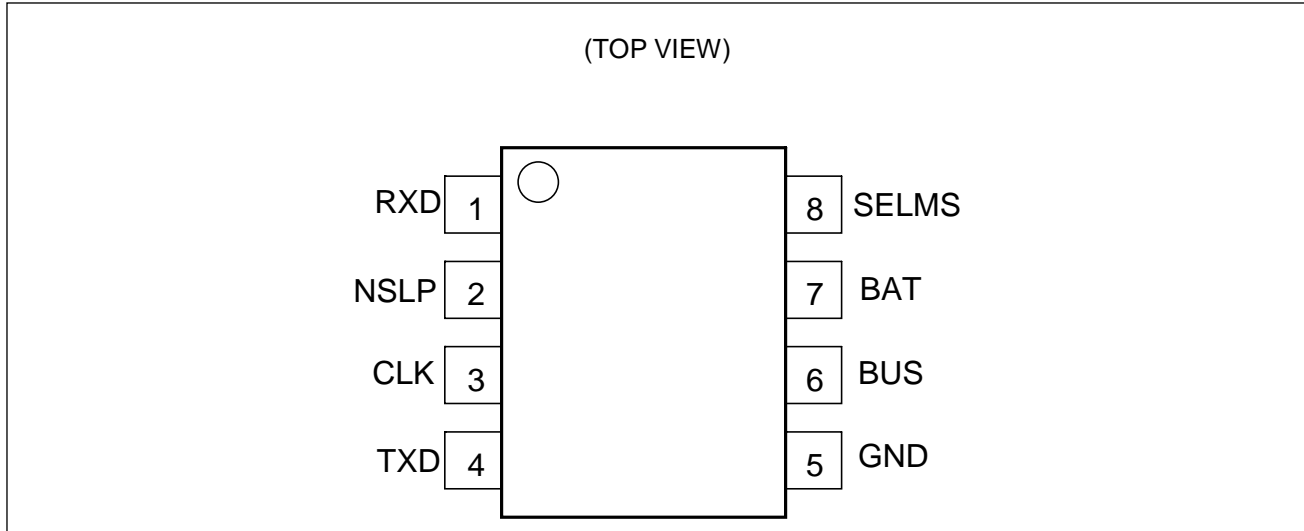 (TOP VIEW)
RXD 1 8 SELMS
NSLP 2 7 BAT
CLK 3 6 BUS
TXD 4 5 GND